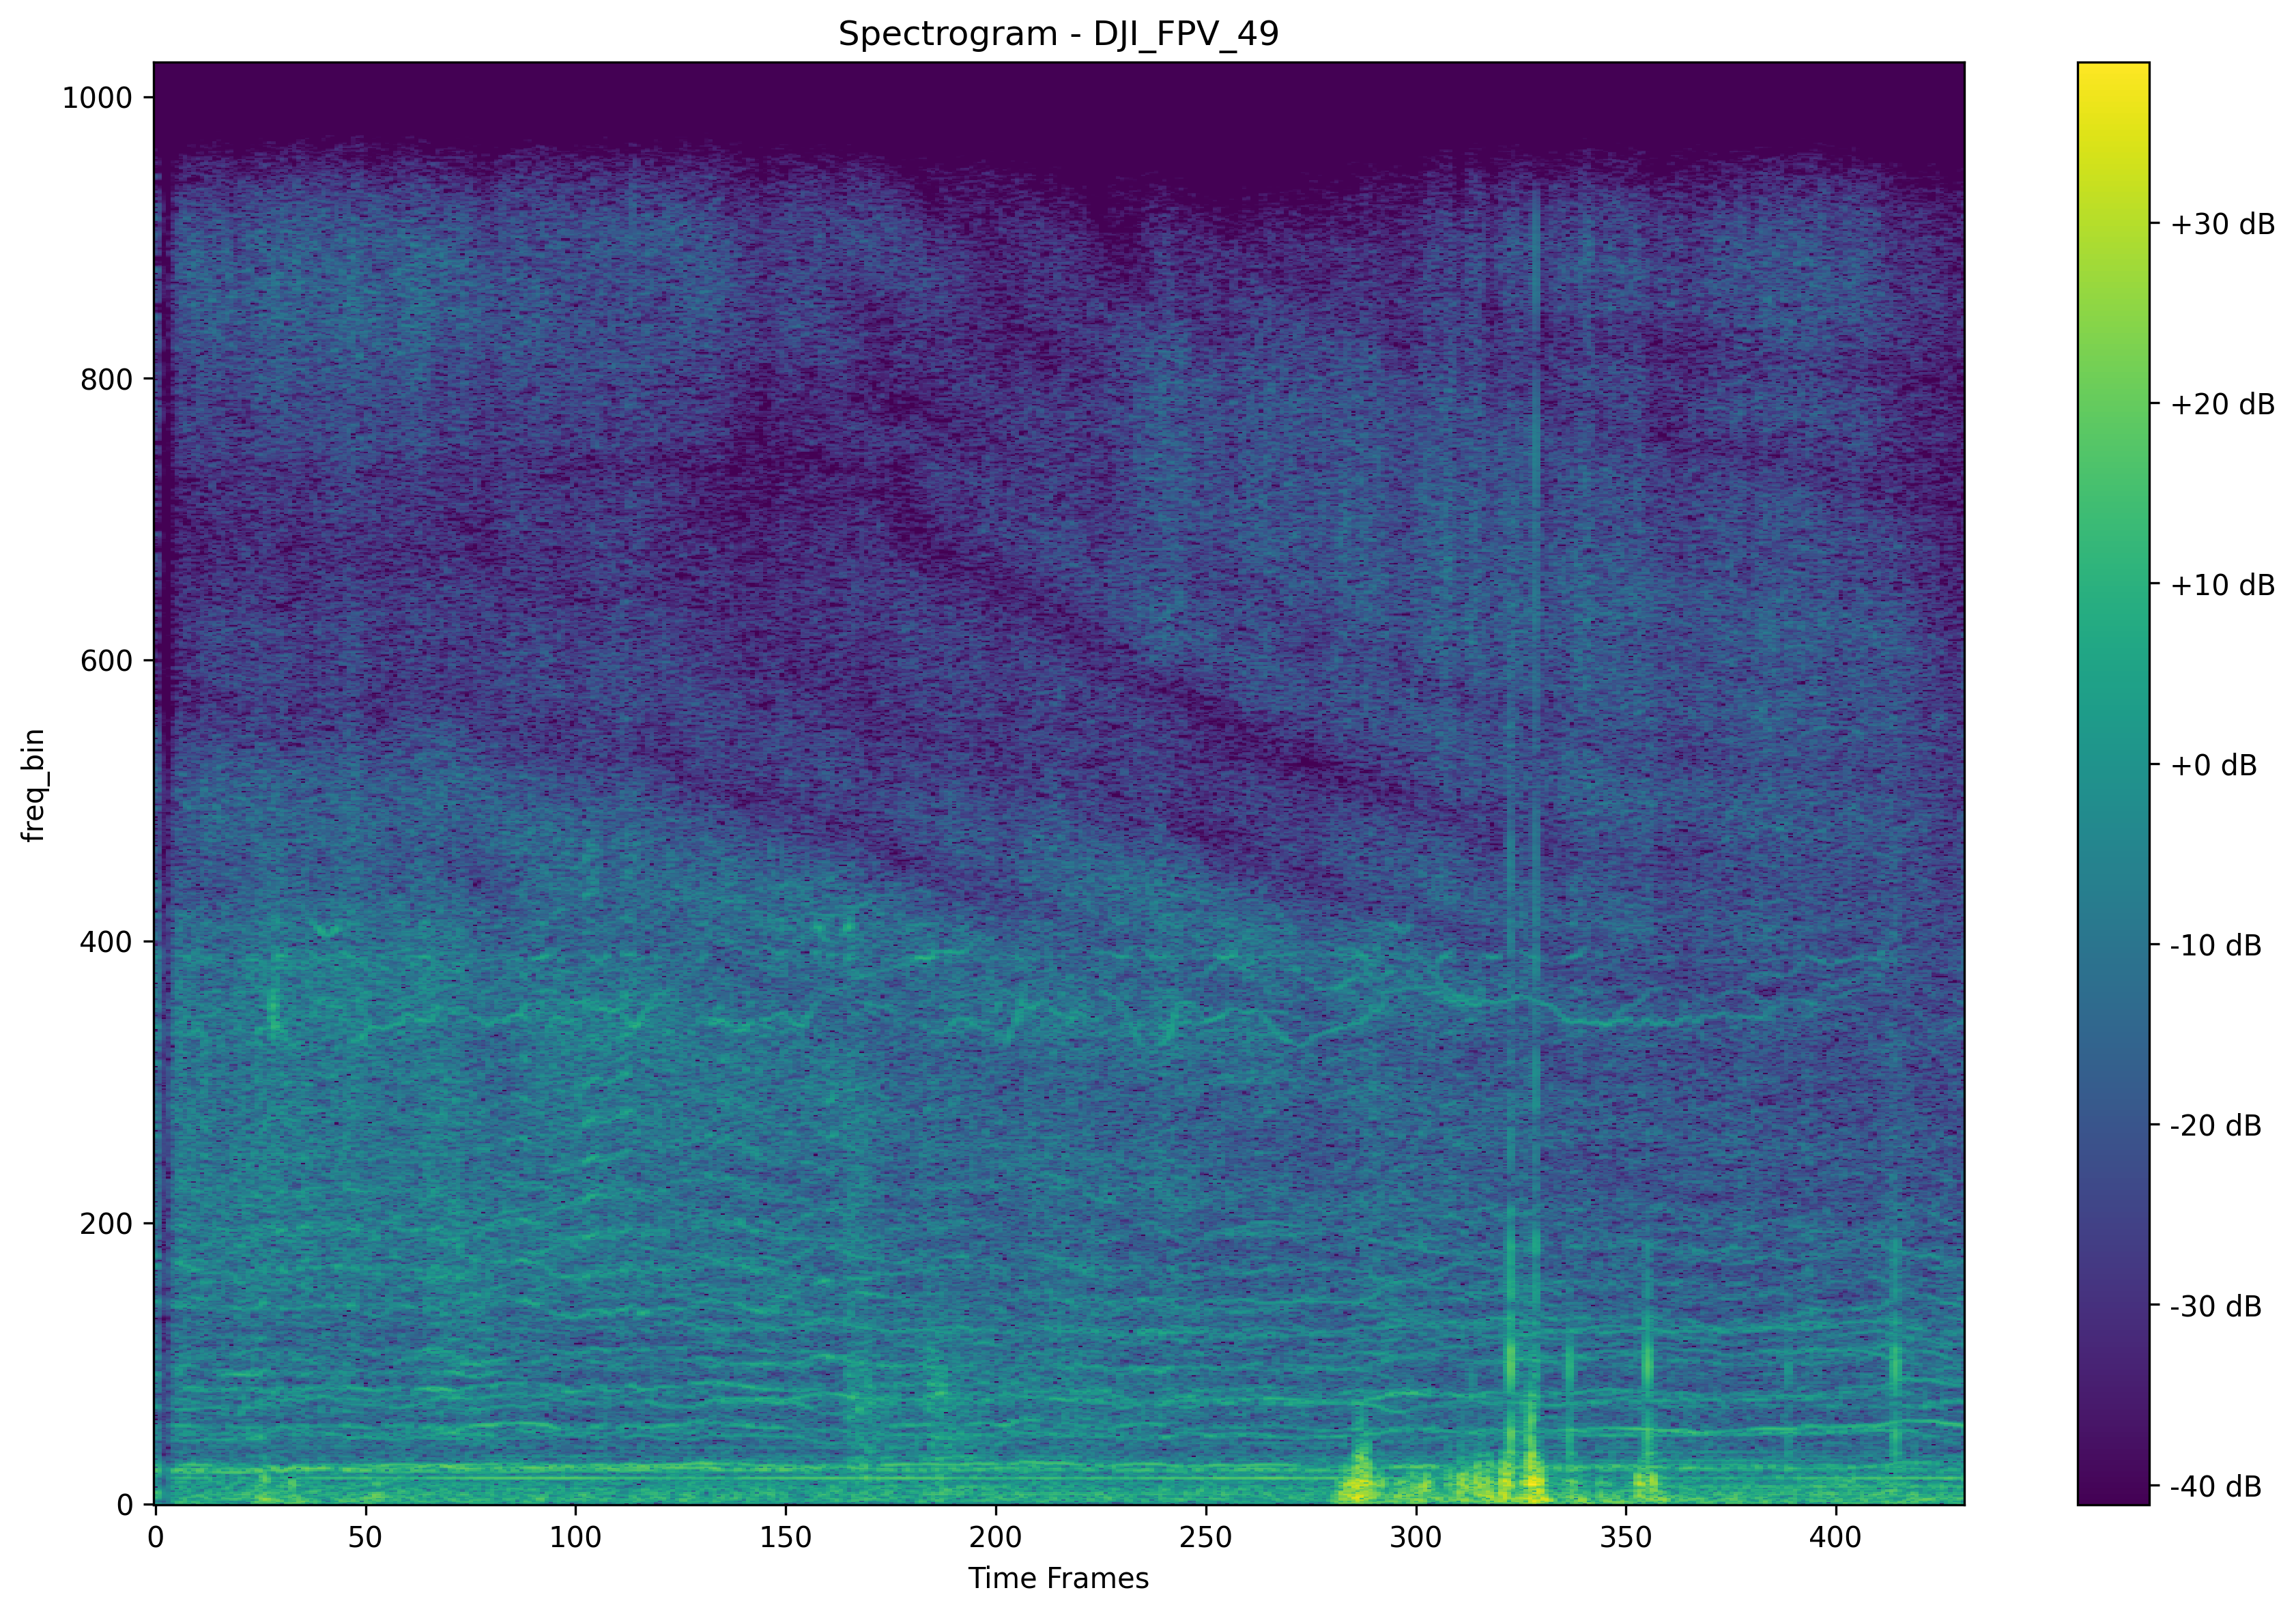 Spectrogram - DJI_FPV_49
1000
800
600
400
200
0
freq_bin
0
50
100
150
200
250
300
350
400
Time Frames
+30 dB
+20 dB
+10 dB
+0 dB
-10 dB
-20 dB
-30 dB
-40 dB